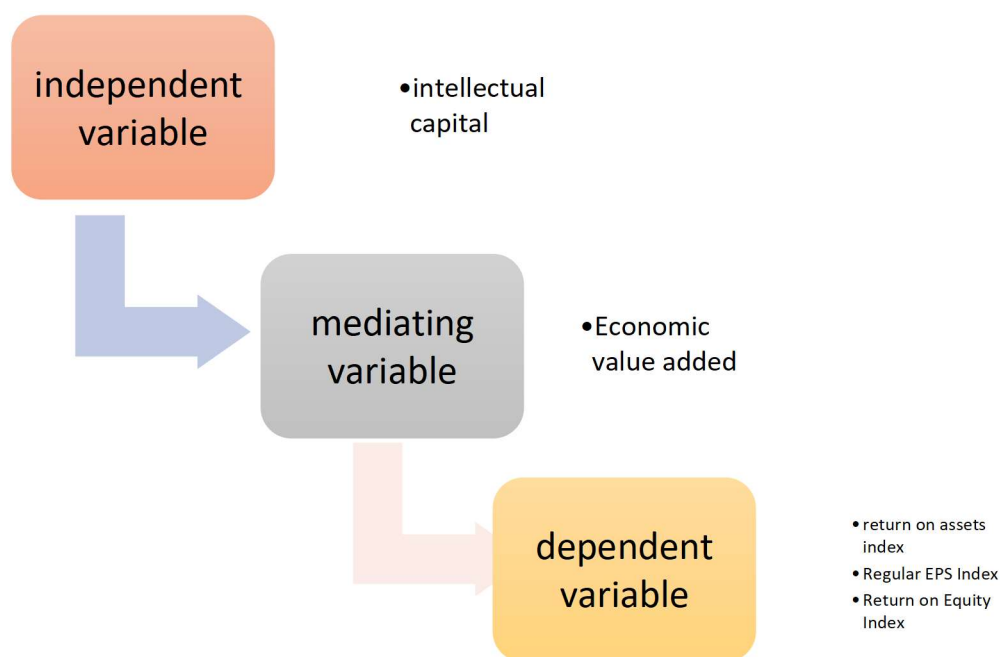 independent
variable
•intellectual
capital
mediating
variable
•Economic
value added
dependent
variable
•return on assets
index
•Regular EPS Index
•Return on Equity
Index